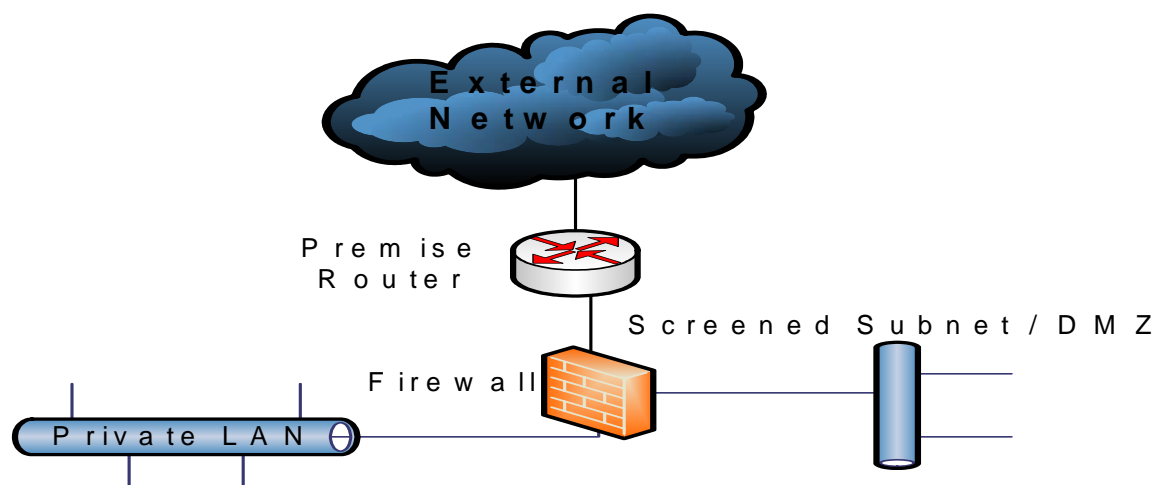 External
Network
Premise
Router
Screened Subnet / DMZ
Firewall
Private LAN